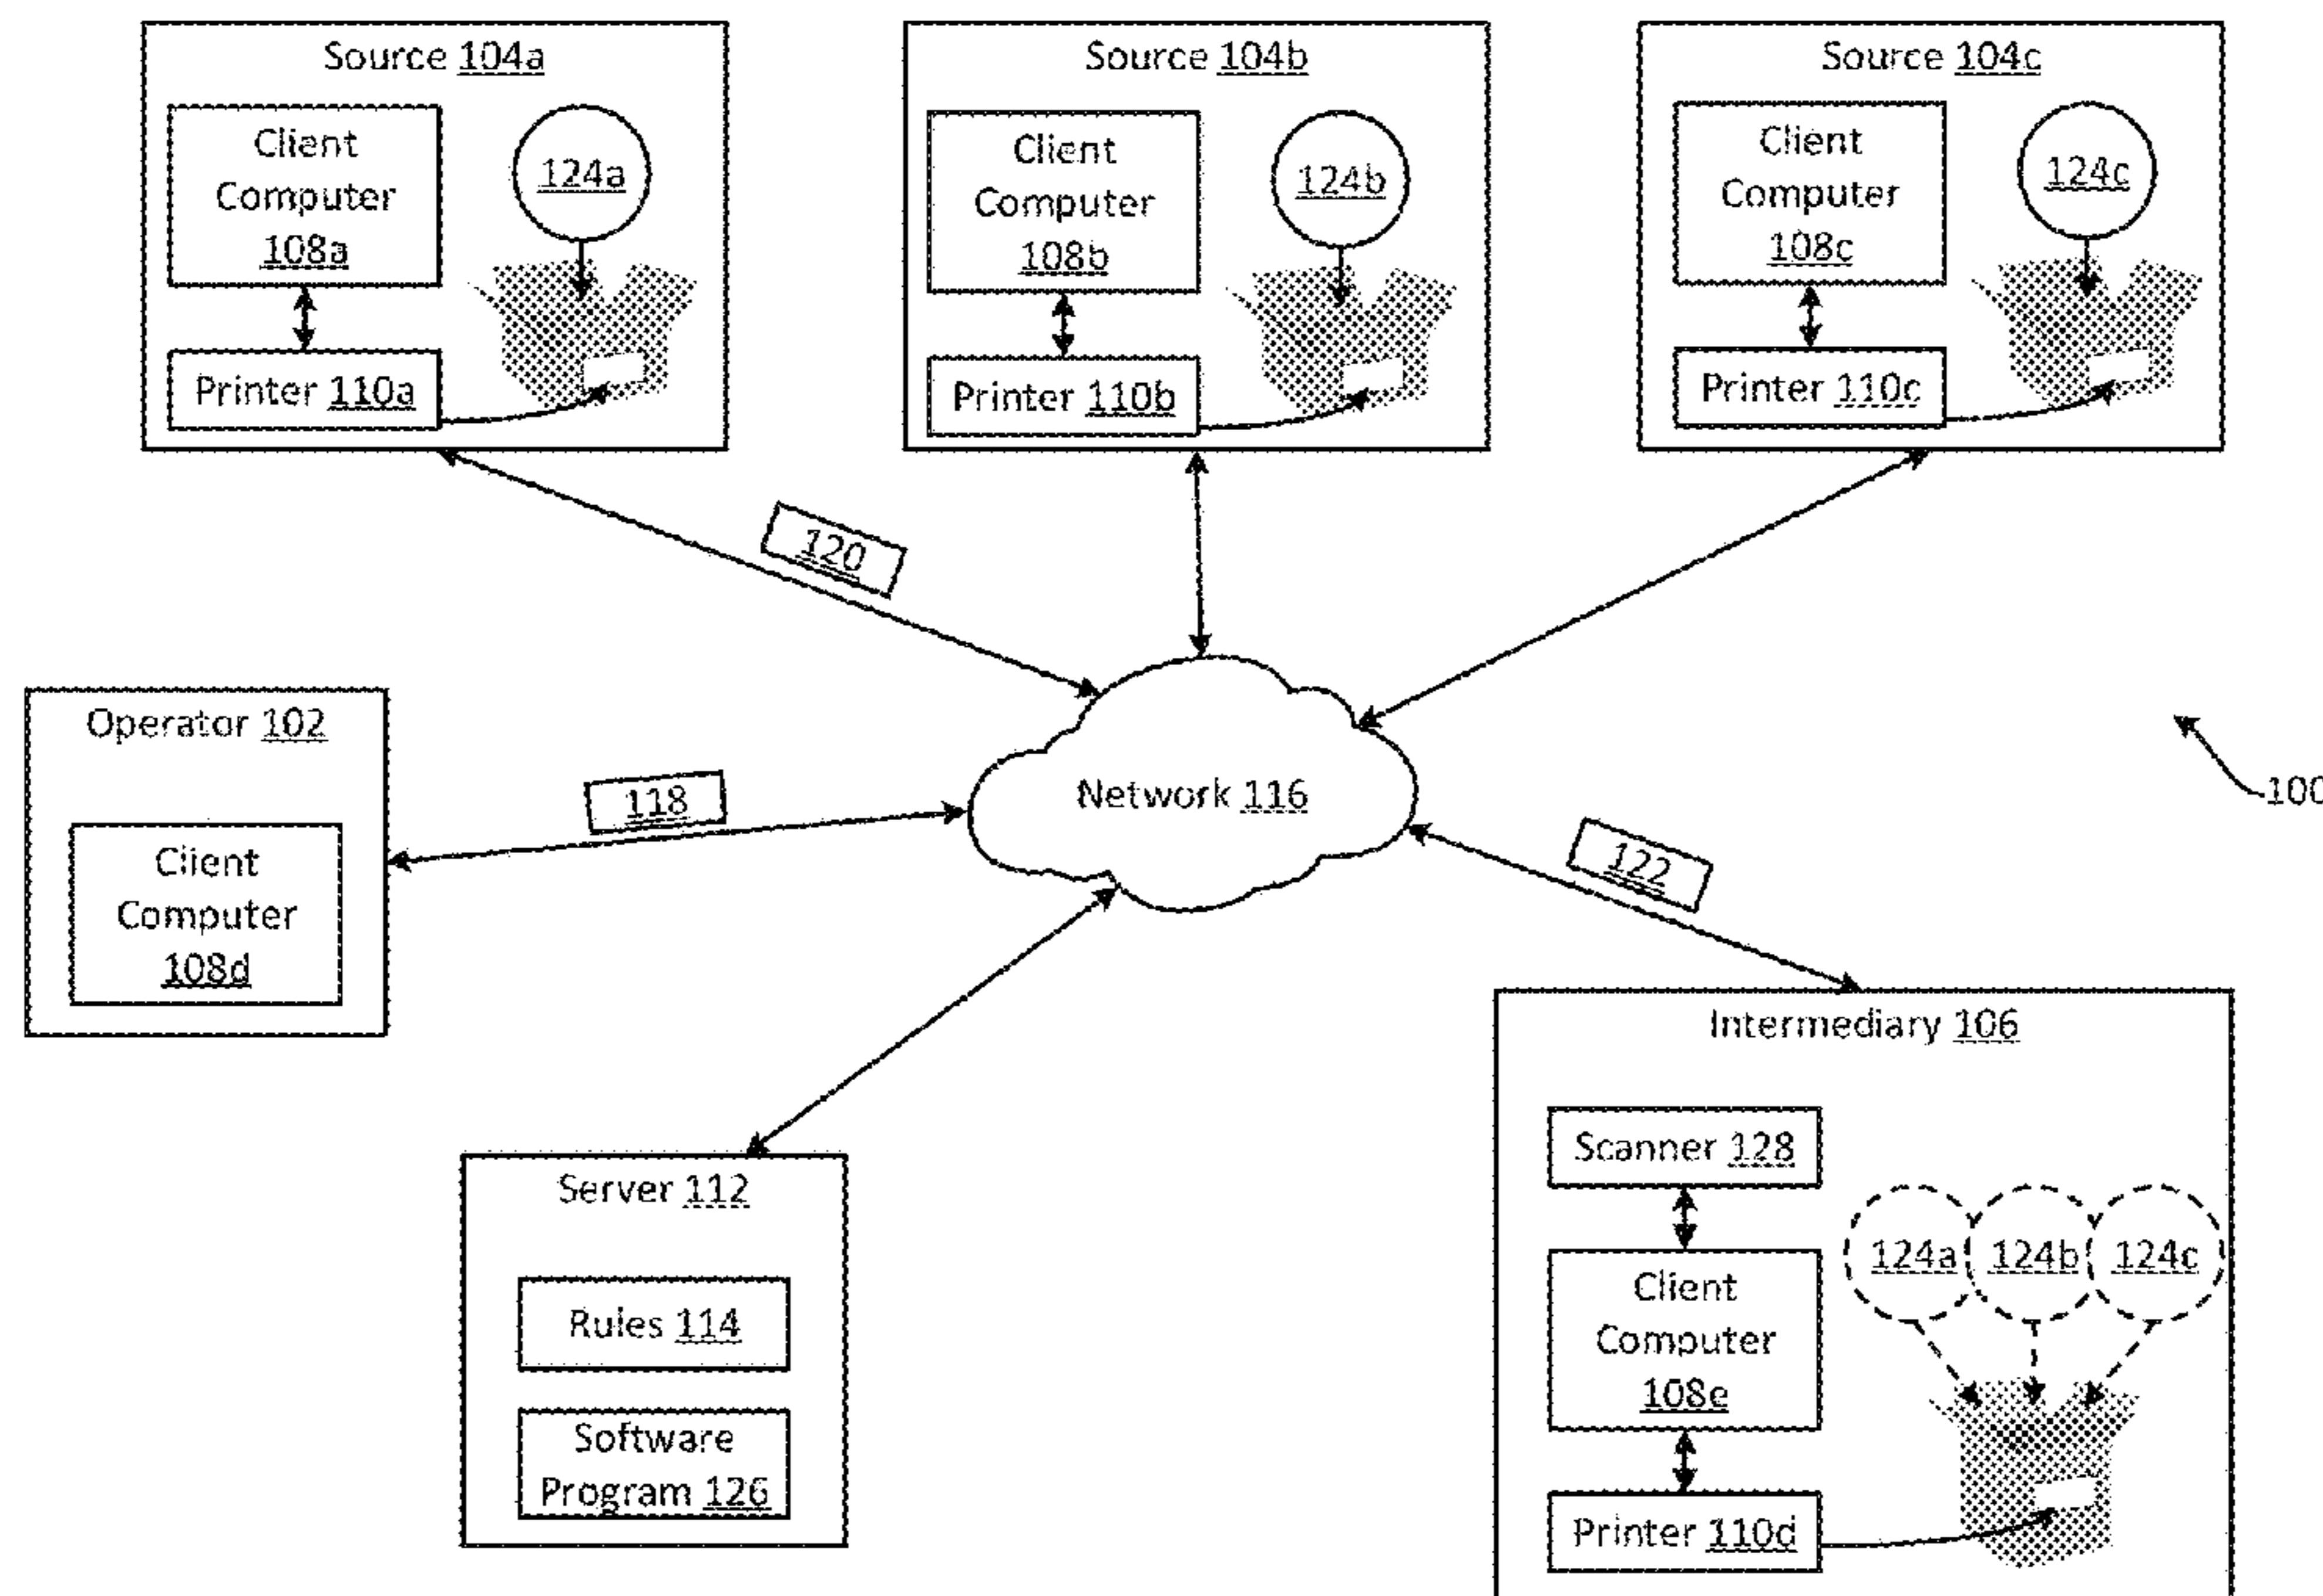 Source 104a
Client
Computer
108a
124a
Printer 110a
Source 104b
Client
Computer
108b
124b
Printer 110b
Source 104c
Client
Computer
108c
124c
Printer 110c
120
Operator 102
Client
Computer
108d
118
Network 116
100
122
Server 112
Rules 114
Software
Program 126
Intermediary 106
Scanner 128
Client
Computer
108e
124a
124b
124c
Printer 110d